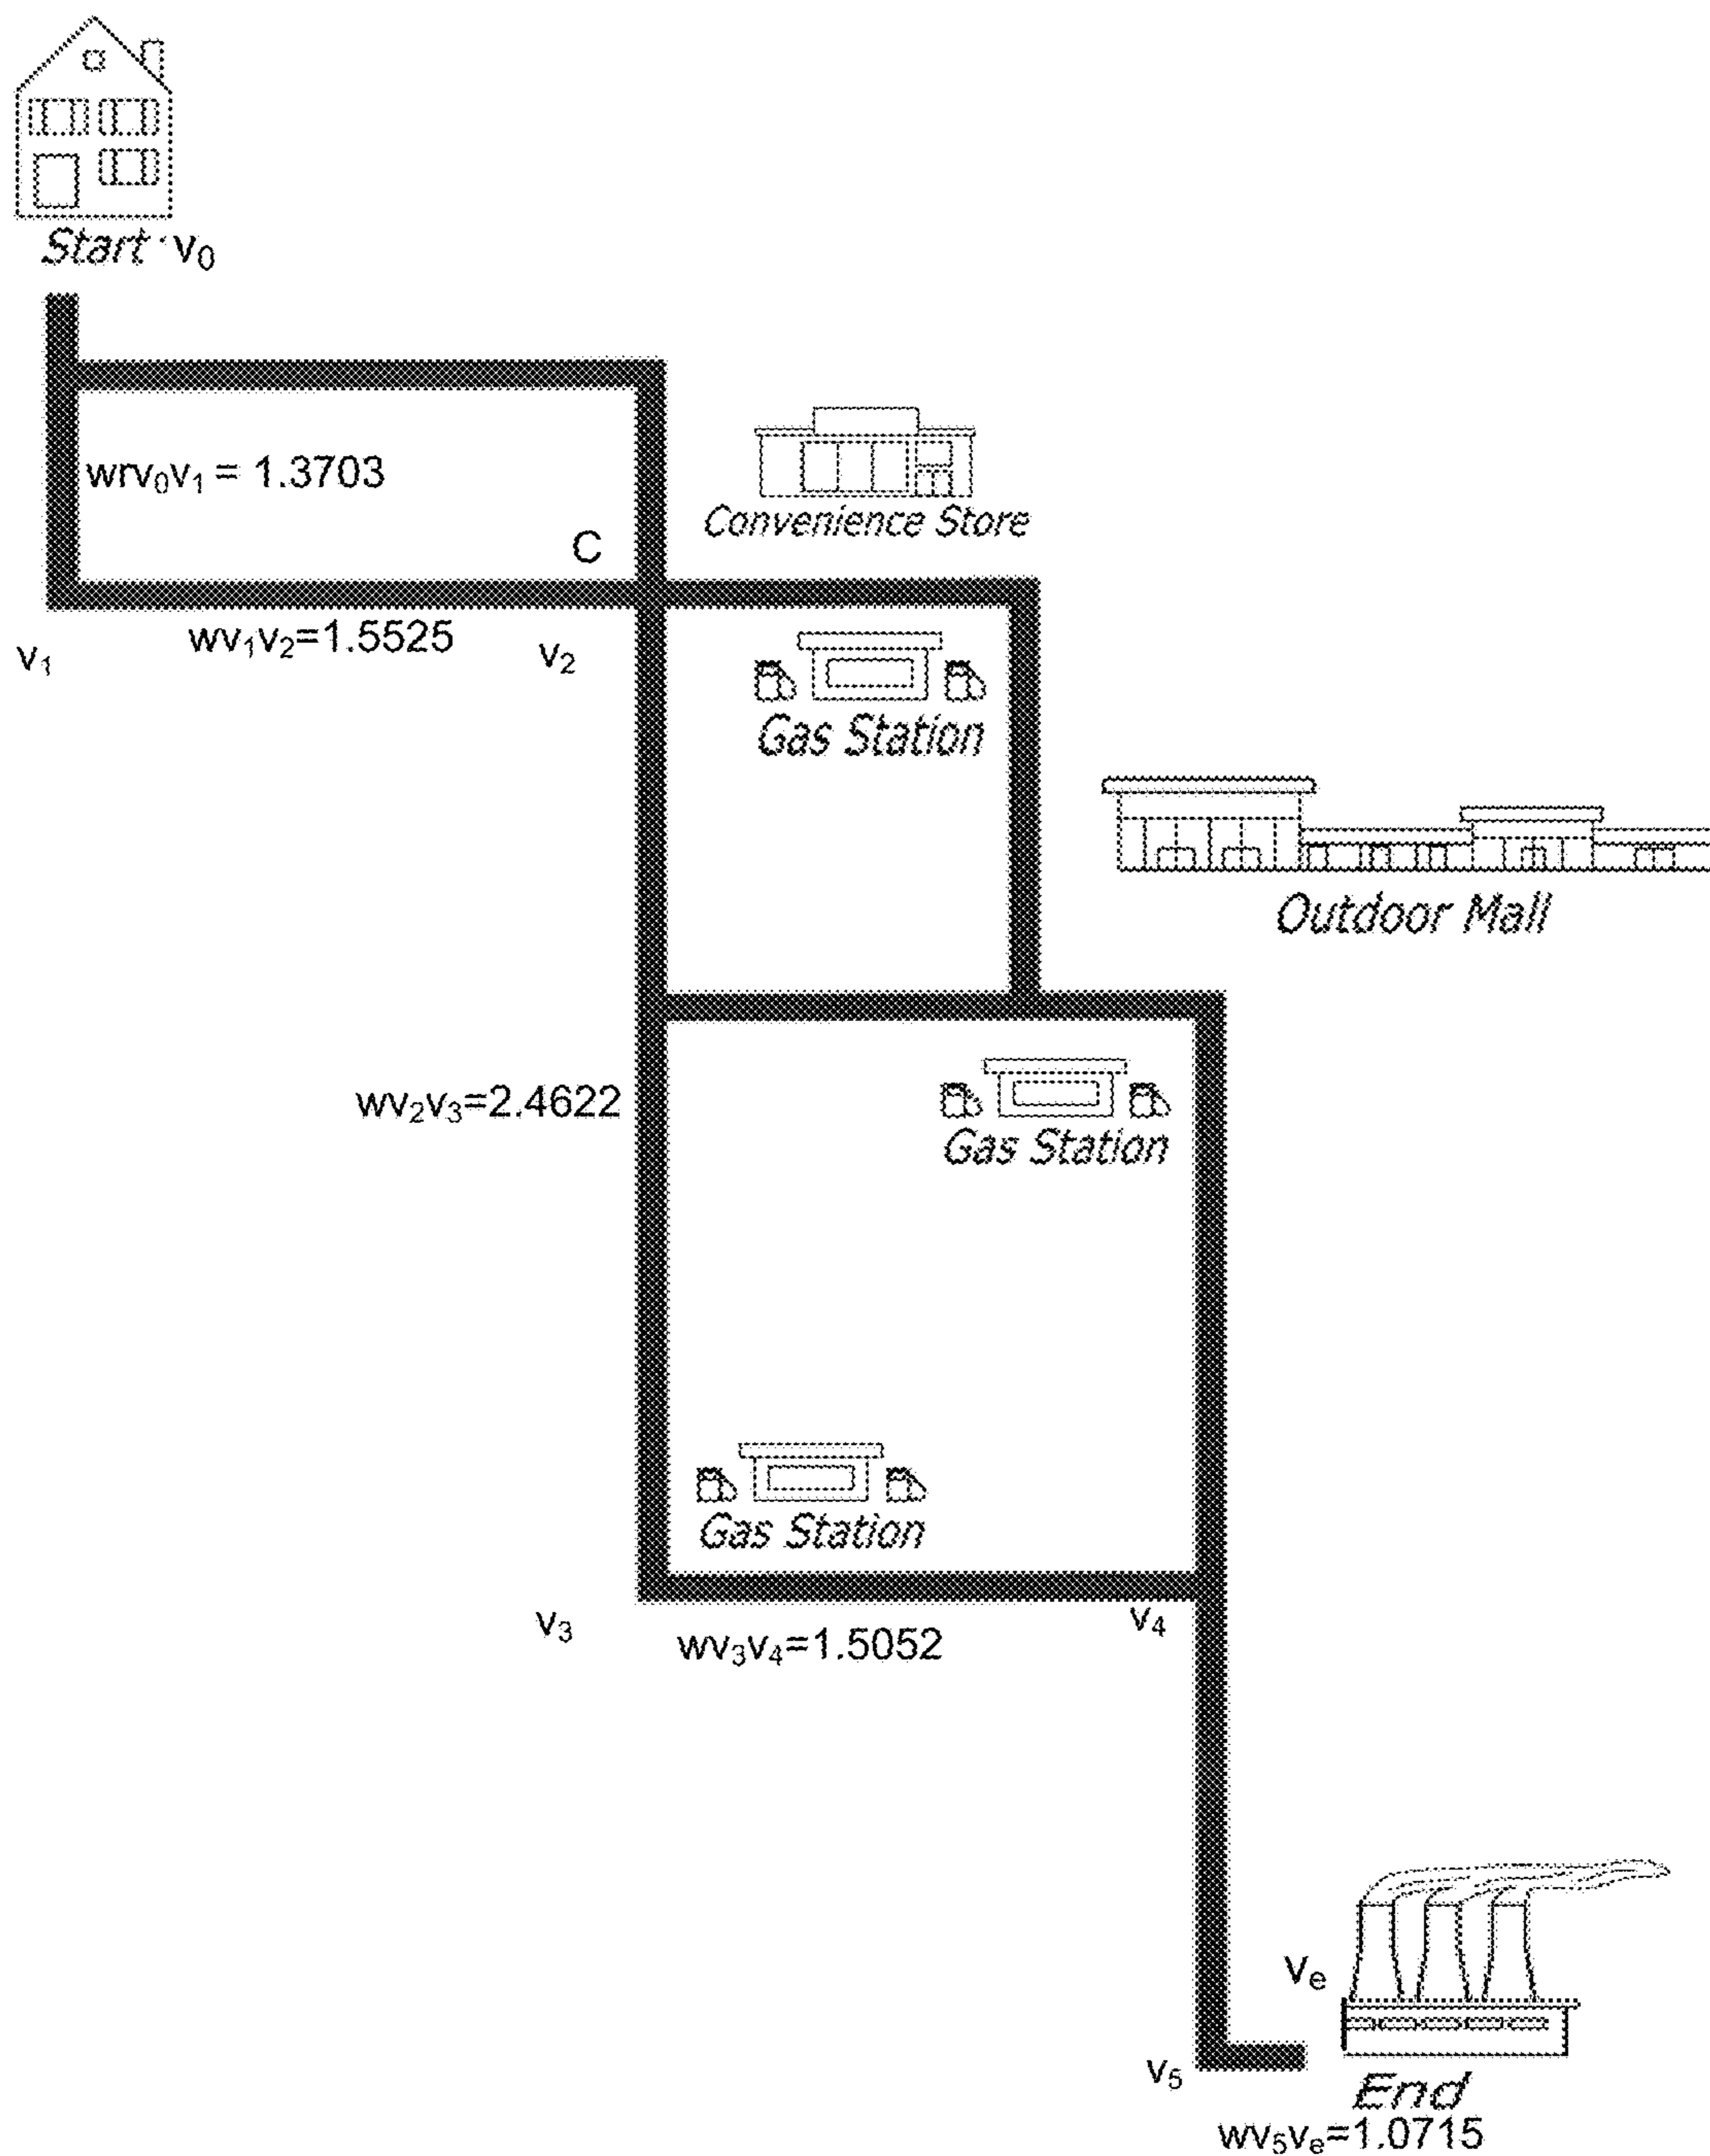 Start v₀
wrv₀v₁ = 1.3703
Convenience Store
C
v₁
wv₁v₂=1.5525
v₂
Gas Station
Outdoor Mall
wv₂v₃=2.4622
Gas Station
Gas Station
v₃
wv₃v₄=1.5052
v₄
vₑ
v₅
End
wv₅vₑ=1.0715